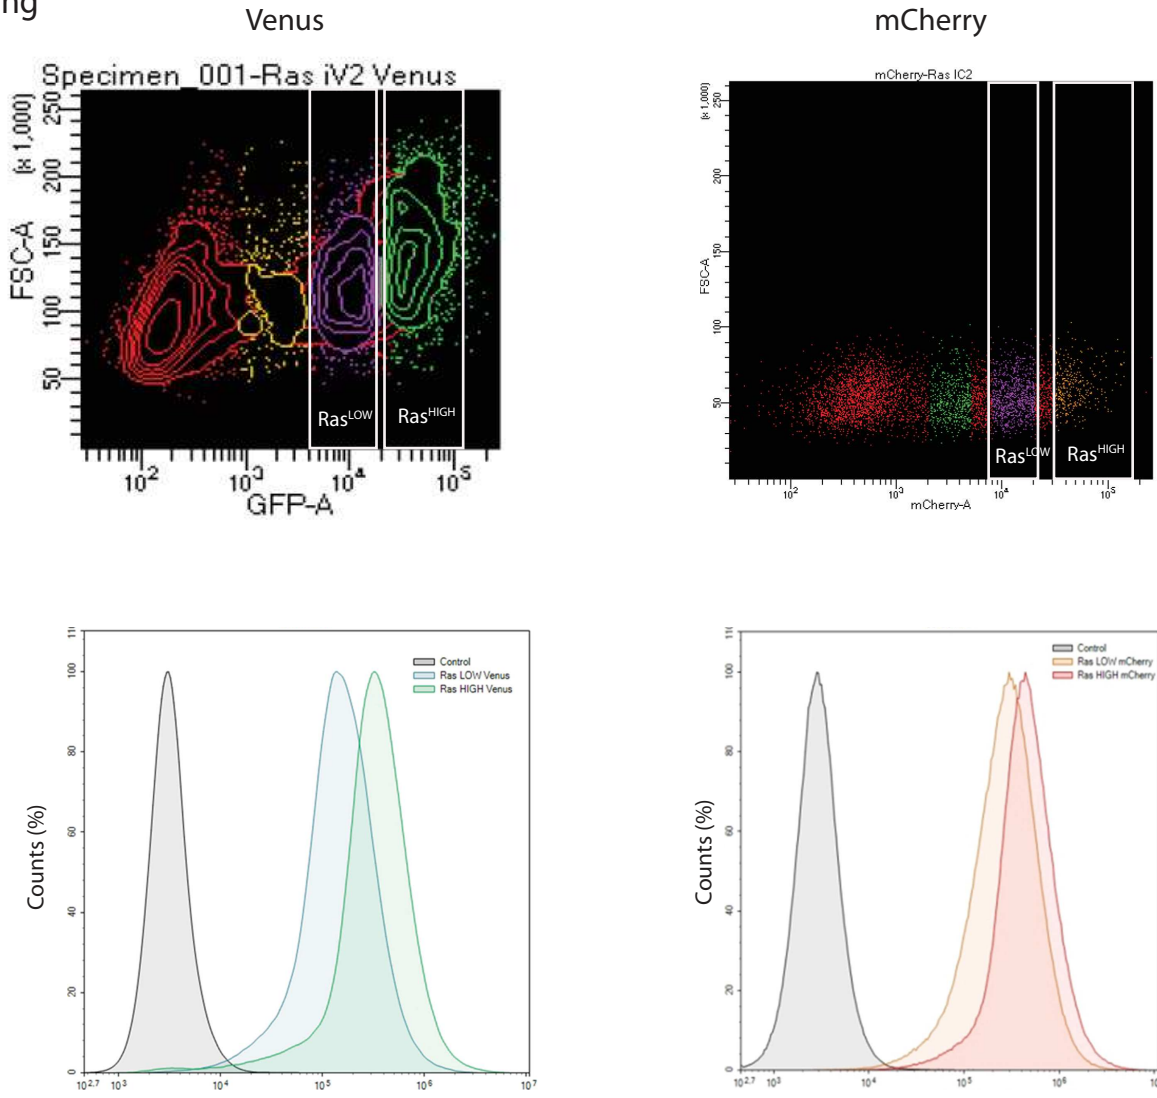 ng
Venus
mCherry
Specimen_001-Ras iV2 Venus
FSC-A
(x 1,000)
250
200
150
100
50
Ras^LOW
Ras^HIGH
10^2
10^3
10^4
10^5
GFP-A
mCherry-Ras IC2
FSC-A
(x 1,000)
250
200
150
100
50
Ras^LOW
Ras^HIGH
10^2
10^3
10^4
10^5
mCherry-A
Counts (%)
100
80
60
40
20
0
Control
Ras LOW Venus
Ras HIGH Venus
10^2.7
10^3
10^4
10^5
10^6
10^7
Counts (%)
100
80
60
40
20
0
Control
Ras LOW mCherry
Ras HIGH mCherry
10^2.7
10^3
10^4
10^5
10^6